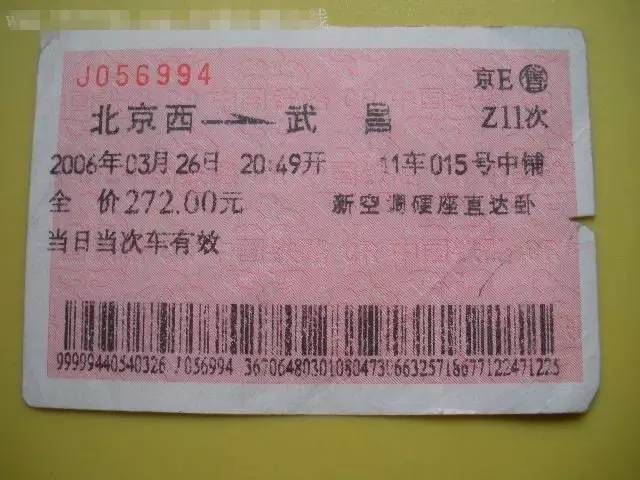 J056994 京E 售
北京西 → 武昌 Z11次
2006年03月26日 20:49开 11车015号中铺
全价272.00元 新空调硬座直达卧
当日当次车有效
99999440540326 J056994 36706480301080473066325718677122471225